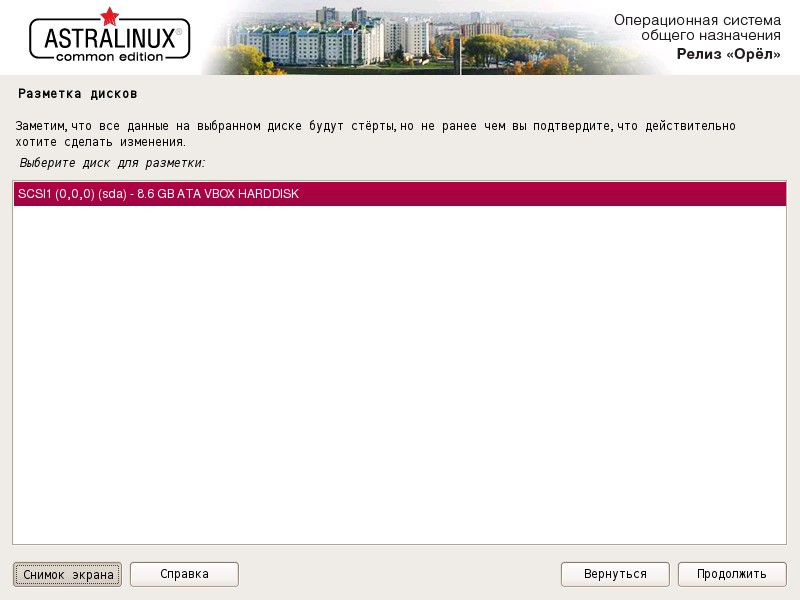 ASTRALINUX®
common edition
Операционная система
общего назначения
Релиз «Орёл»
Разметка дисков
Заметим, что все данные на выбранном диске будут стёрты, но не ранее чем вы подтвердите, что действительно
хотите сделать изменения.
Выберите диск для разметки:
SCSI1 (0,0,0) (sda) - 8.6 GB ATA VBOX HARDDISK
Снимок экрана
Справка
Вернуться
Продолжить